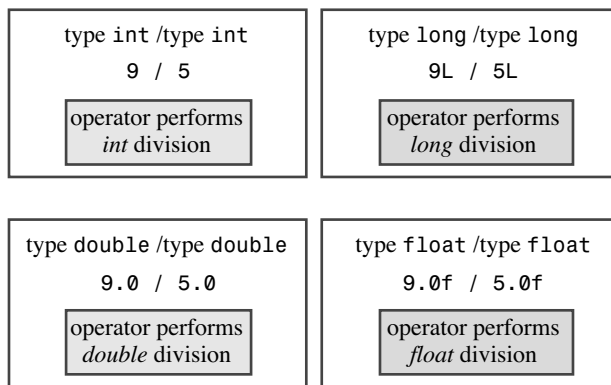 type int /type int
9 / 5
operator performs
int division
type long /type long
9L / 5L
operator performs
long division
type double /type double
9.0 / 5.0
operator performs
double division
type float /type float
9.0f / 5.0f
operator performs
float division